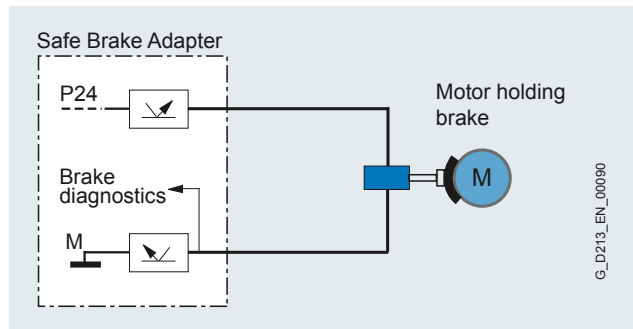 Safe Brake Adapter
P24
Motor holding
brake
Brake
diagnostics
M
M
G_D213_EN_00090